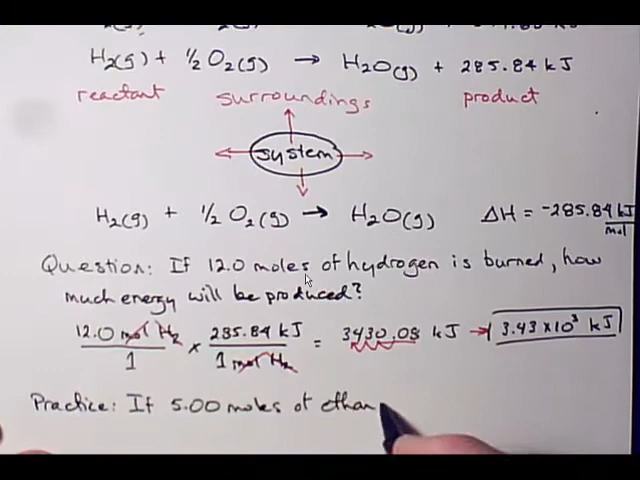 H₂(g) + ½ O₂(g) → H₂O(g) + 285.84 kJ
reactant surroundings product
system
H₂(g) + ½ O₂(g) → H₂O(g) ΔH = -285.84 kJ/mol
Question: If 12.0 moles of hydrogen is burned, how
much energy will be produced?
12.0 mol H₂/1 × 285.84 kJ/1 mol H₂ = 3430.08 kJ → 3.43 × 10³ kJ
Practice: If 5.00 moles of ethan